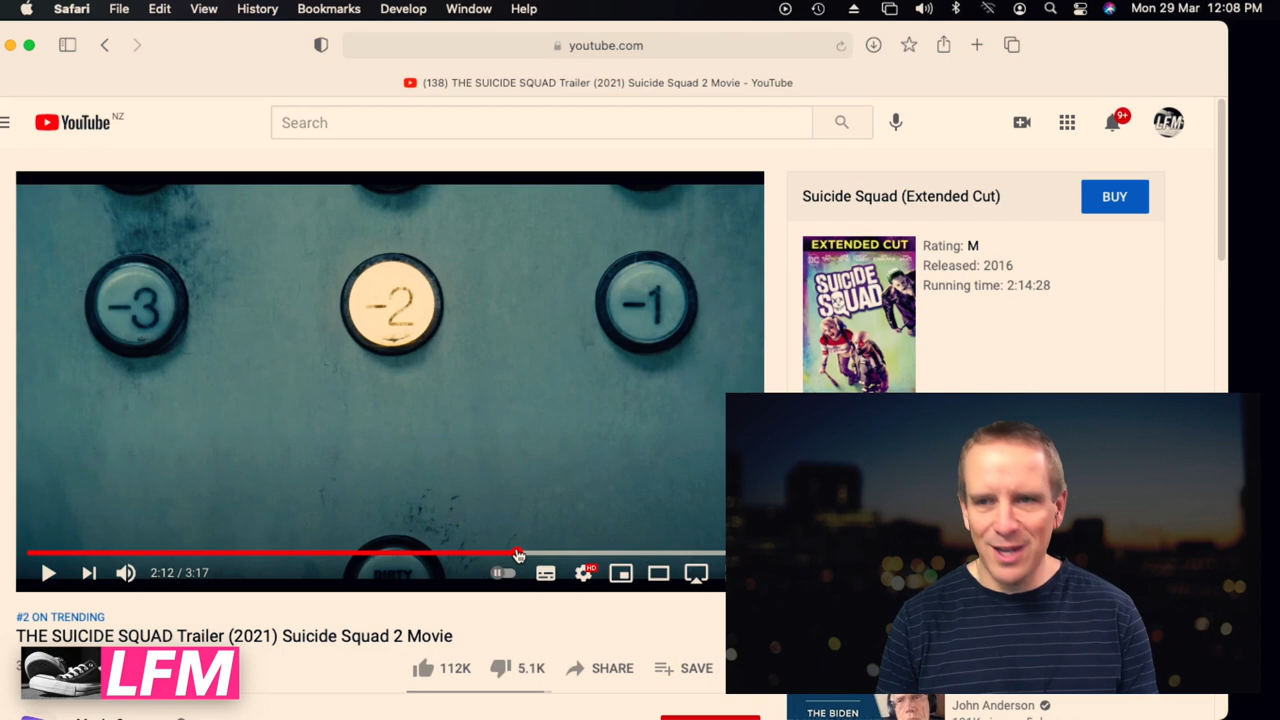 Safari File Edit View History Bookmarks Develop Window Help Mon 29 Mar 12:08 PM
youtube.com
(138) THE SUICIDE SQUAD Trailer (2021) Suicide Squad 2 Movie - YouTube
YouTube NZ
Search
9+
LFM
-3
-2
-1
Suicide Squad (Extended Cut)
BUY
EXTENDED CUT
SUICIDE
SQUAD
Rating: M
Released: 2016
Running time: 2:14:28
2:12 / 3:17
HD
#2 ON TRENDING
THE SUICIDE SQUAD Trailer (2021) Suicide Squad 2 Movie
112K 5.1K SHARE SAVE
LFM
THE BIDEN
John Anderson